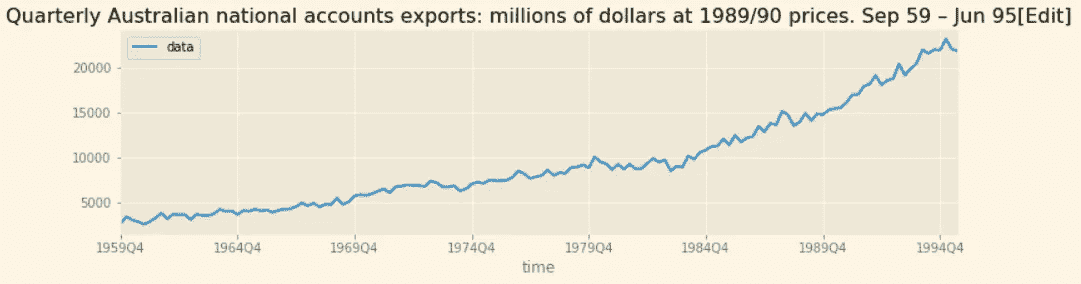 Quarterly Australian national accounts exports: millions of dollars at 1989/90 prices. Sep 59 – Jun 95[Edit]
data
20000
15000
10000
5000
1959Q4 1964Q4 1969Q4 1974Q4 1979Q4 1984Q4 1989Q4 1994Q4
time